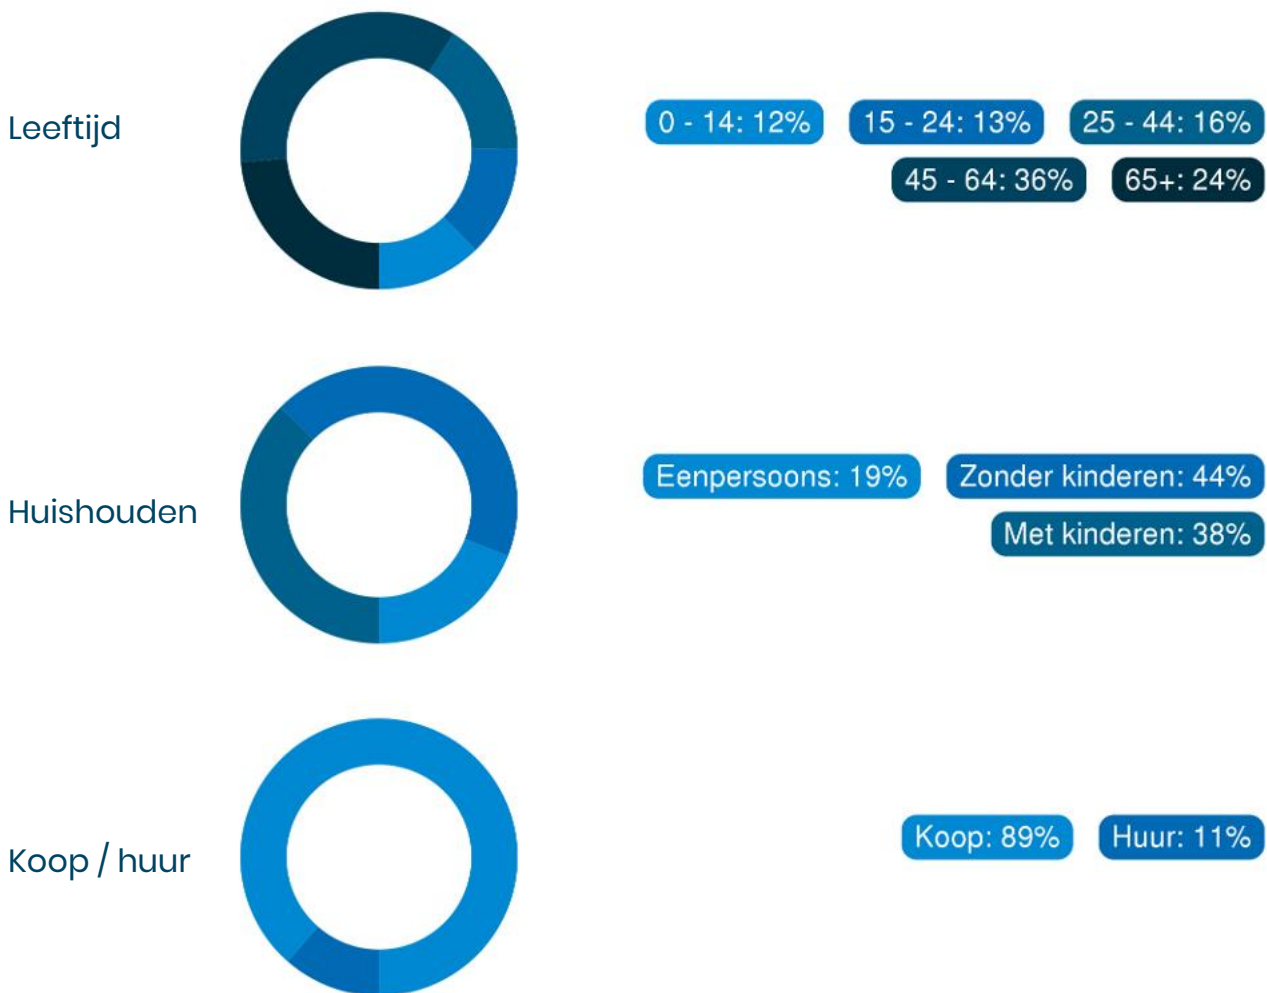 Leeftijd
0 - 14: 12% 15 - 24: 13% 25 - 44: 16%
45 - 64: 36% 65+: 24%
Huishouden
Eenpersoons: 19% Zonder kinderen: 44%
Met kinderen: 38%
Koop / huur
Koop: 89% Huur: 11%